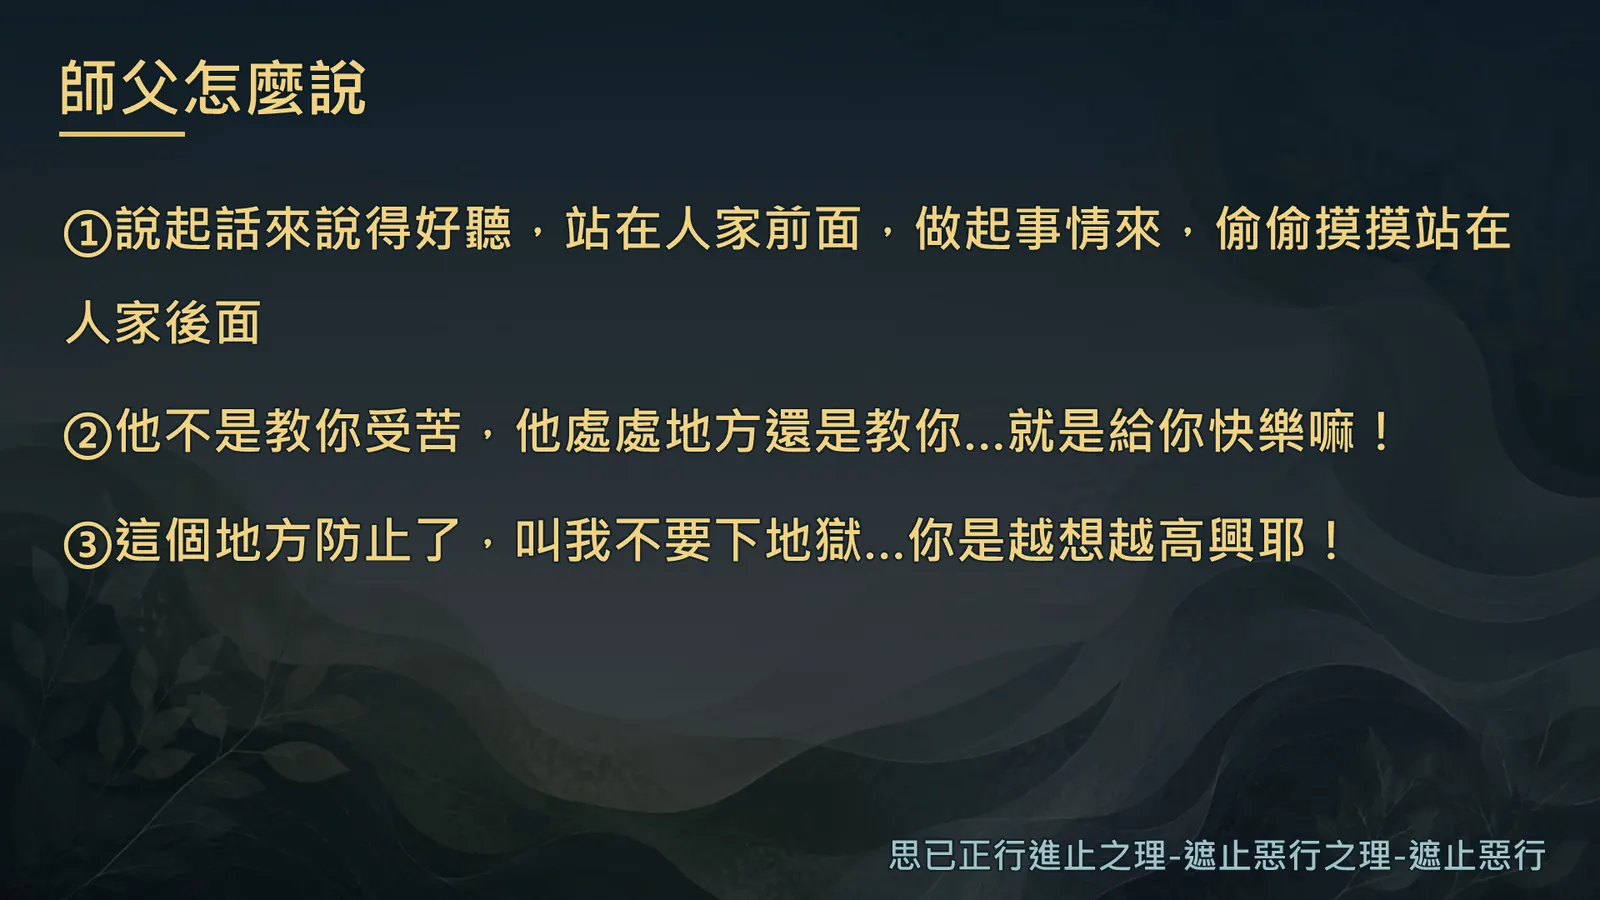 師父怎麼說
①說起話來說得好聽，站在人家前面，做起事情來，偷偷摸摸站在
人家後面
②他不是教你受苦，他處處地方還是教你...就是給你快樂嘛！
③這個地方防止了，叫我不要下地獄...你是越想越高興耶！
思已正行進止之理-遮止惡行之理-遮止惡行